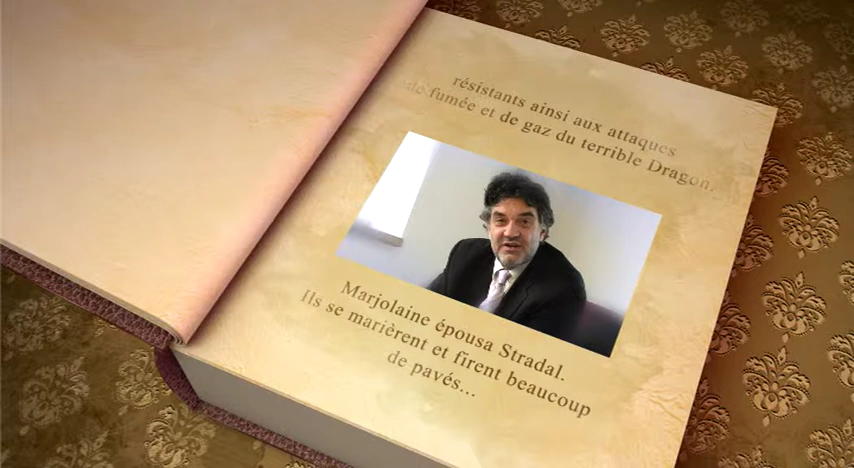 résistants ainsi aux attaques
de fumée et de gaz du terrible Dragon.
Marjolaine épousa Stradal.
Ils se marièrent et firent beaucoup
de pavés...